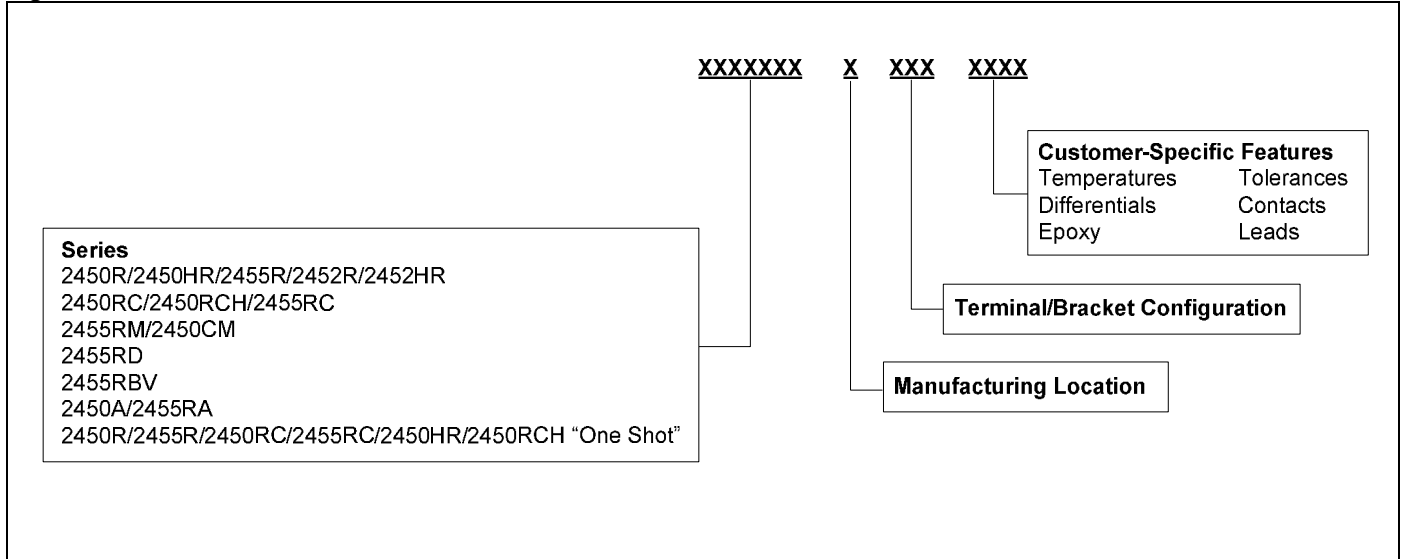 XXXXXXX X XXX XXXX
Customer-Specific Features
Temperatures Tolerances
Differentials Contacts
Epoxy Leads
Series
2450R/2450HR/2455R/2452R/2452HR
2450RC/2450RCH/2455RC
2455RM/2450CM
2455RD
2455RBV
2450A/2455RA
2450R/2455R/2450RC/2455RC/2450HR/2450RCH “One Shot”
Terminal/Bracket Configuration
Manufacturing Location